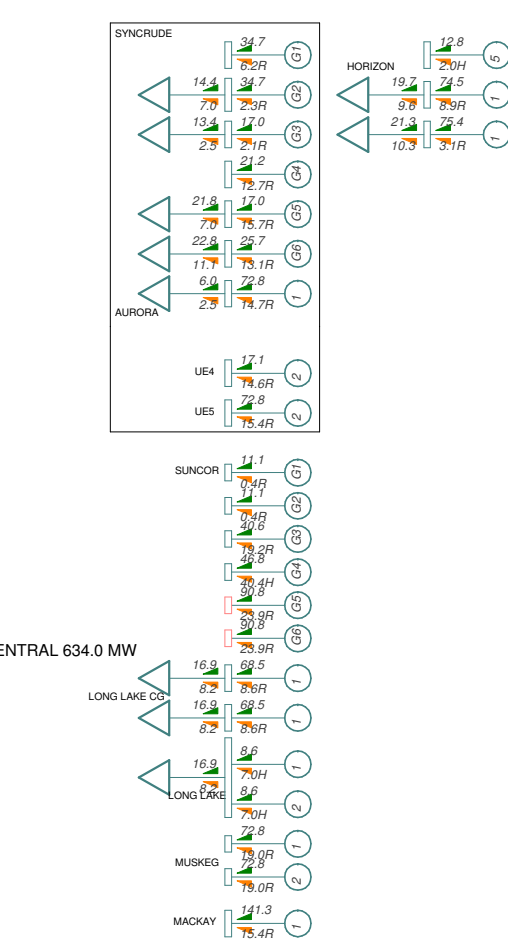 SYNCRUDE
34.7
6.2R
G1
14.4
34.7
7.0
2.3R
G2
13.4
17.0
2.5
2.1R
G3
21.2
12.7R
G4
21.8
17.0
7.0
15.7R
G5
22.8
25.7
11.1
13.1R
G6
6.0
72.8
2.5
14.7R
1
AURORA
UE4
17.1
14.6R
2
UE5
72.8
15.4R
2
HORIZON
12.8
2.0H
5
19.7
74.5
9.6
8.9R
1
21.3
75.4
10.3
3.1R
1
SUNCOR
11.1
0.4R
G1
11.1
0.4R
G2
40.6
19.2R
G3
46.8
40.4H
G4
90.8
23.9R
G5
90.8
23.9R
G6
ENTRAL 634.0 MW
LONG LAKE CG
16.9
68.5
8.2
8.6R
1
16.9
68.5
8.2
8.6R
1
LONG LAKE
16.9
8.2
8.6
7.0H
1
8.6
7.0H
2
MUSKEG
72.8
19.0R
1
72.8
19.0R
2
MACKAY
141.3
15.4R
1